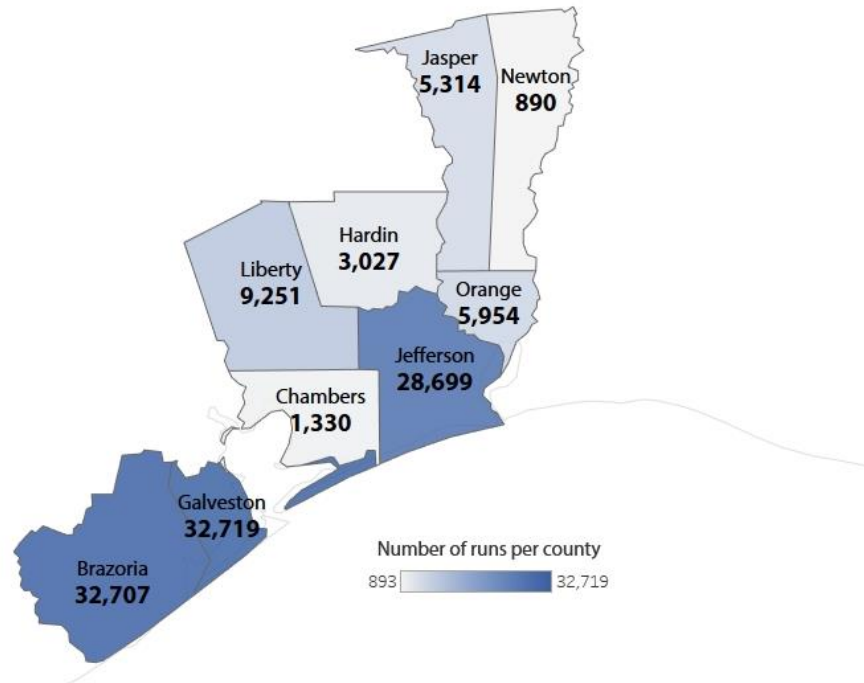 Jasper
5,314
Newton
890
Hardin
3,027
Liberty
9,251
Orange
5,954
Jefferson
28,699
Chambers
1,330
Galveston
32,719
Brazoria
32,707
Number of runs per county
893 32,719